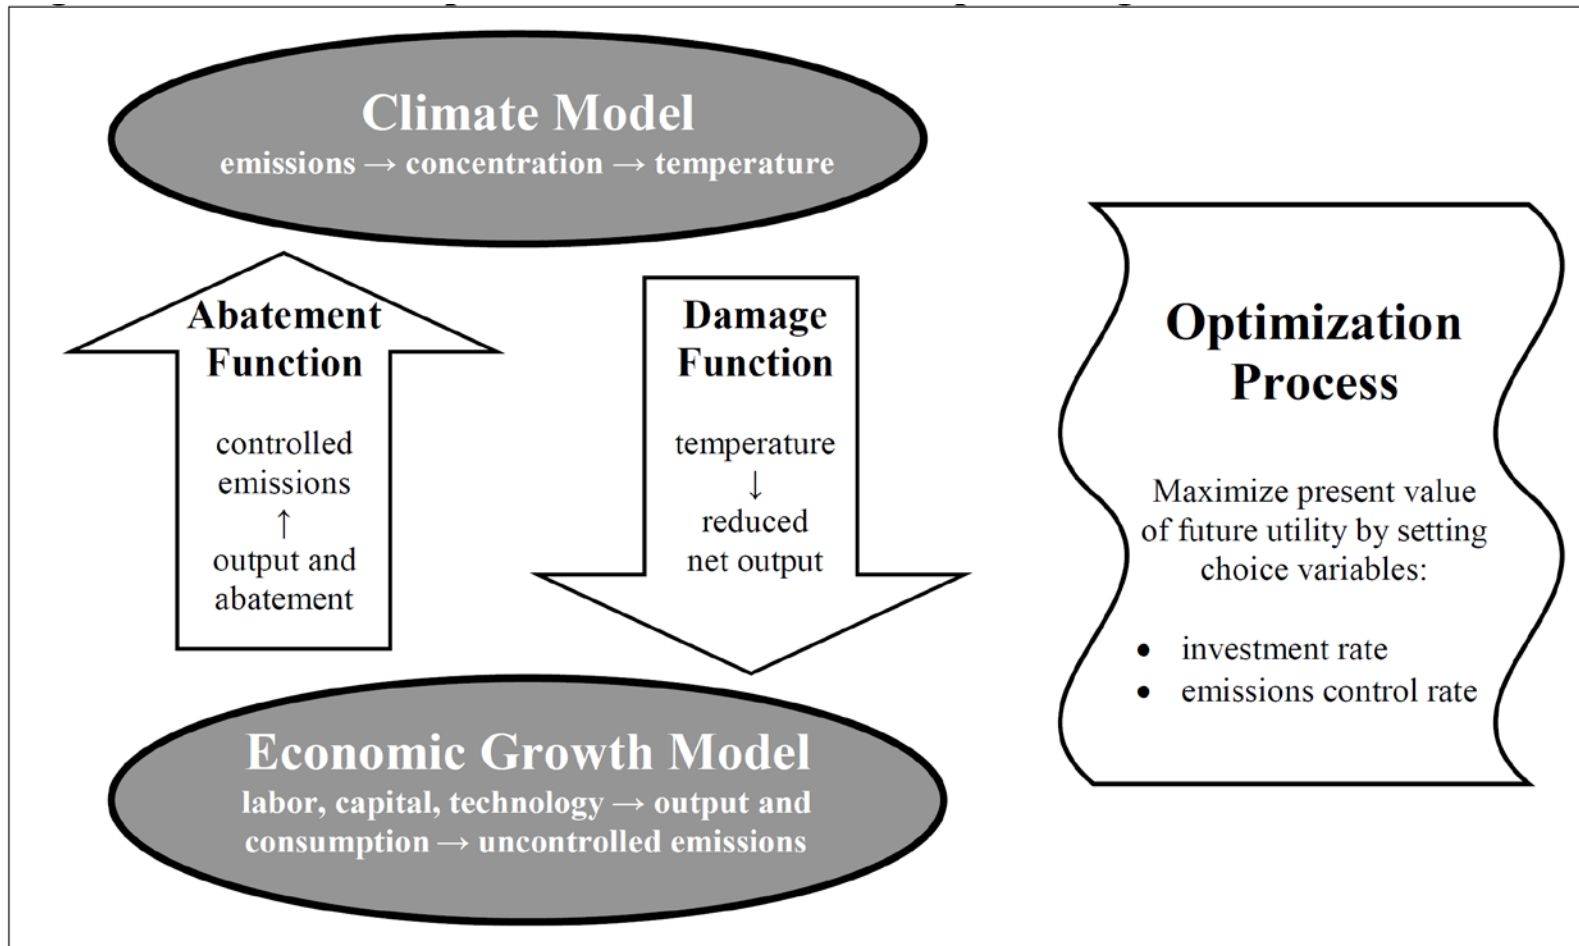 Climate Model
emissions → concentration → temperature
Abatement
Function
controlled
emissions
↑
output and
abatement
Damage
Function
temperature
↓
reduced
net output
Economic Growth Model
labor, capital, technology → output and
consumption → uncontrolled emissions
Optimization
Process
Maximize present value
of future utility by setting
choice variables:
• investment rate
• emissions control rate